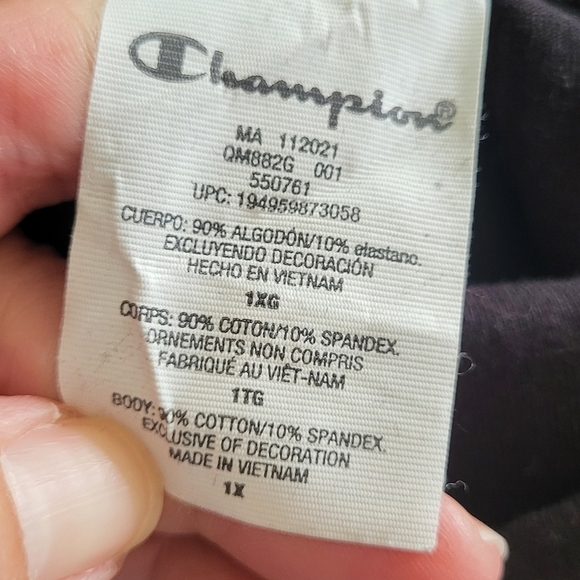 Champion®
MA 112021
QM882G 001
550761
UPC: 194959873058
CUERPO: 90% ALGODÓN/10% elastano.
EXCLUYENDO DECORACIÓN
HECHO EN VIETNAM
1XG
CORPS: 90% COTON/10% SPANDEX.
ORNEMENTS NON COMPRIS
FABRIQUÉ AU VIÊT-NAM
1TG
BODY: 90% COTTON/10% SPANDEX.
EXCLUSIVE OF DECORATION
MADE IN VIETNAM
1X